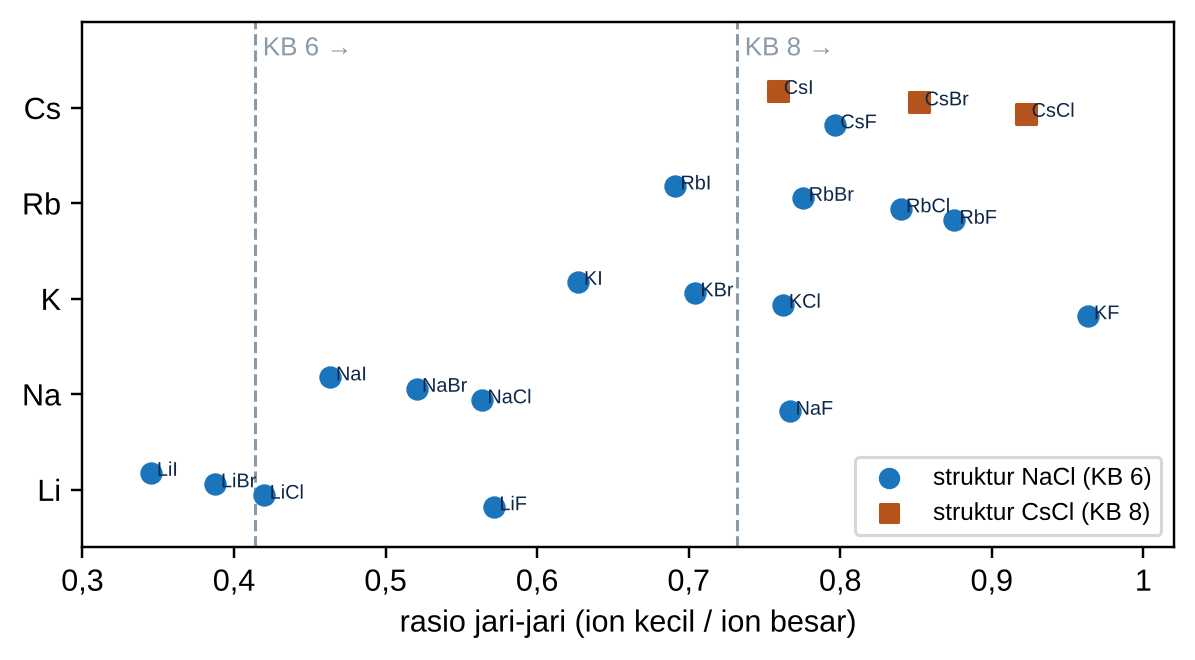 KB 6 →
KB 8 →
Cs
CsI
CsBr
CsCl
CsF
Rb
RbI
RbBr
RbCl
RbF
K
KI
KBr
KCl
KF
Na
NaI
NaBr
NaCl
NaF
Li
LiI
LiBr
LiCl
LiF
struktur NaCl (KB 6)
struktur CsCl (KB 8)
0,3
0,4
0,5
0,6
0,7
0,8
0,9
1
rasio jari-jari (ion kecil / ion besar)